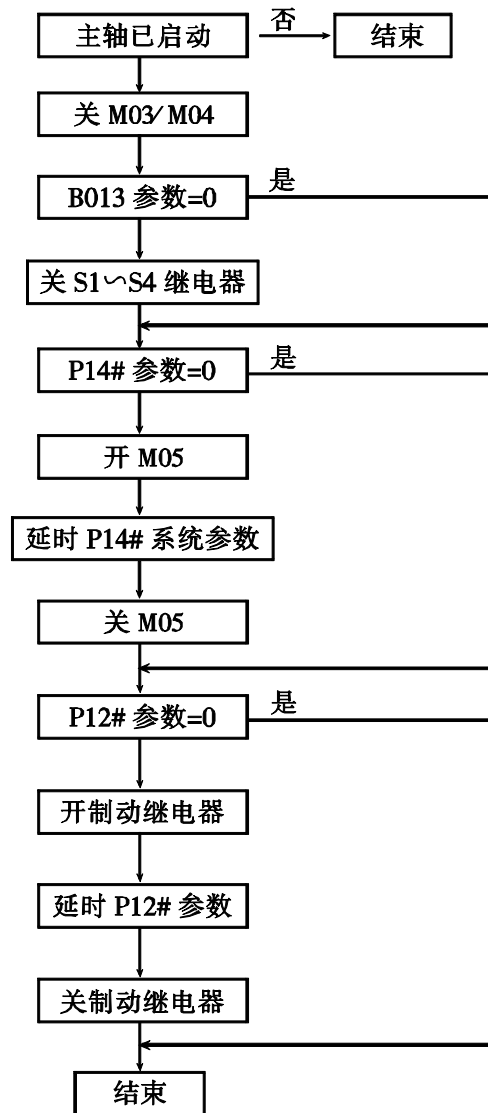 主轴已启动
否
结束
关 M03/M04
B013 参数=0
是
关 S1∽S4 继电器
P14# 参数=0
是
开 M05
延时 P14# 系统参数
关 M05
P12# 参数=0
是
开制动继电器
延时 P12# 参数
关制动继电器
结束